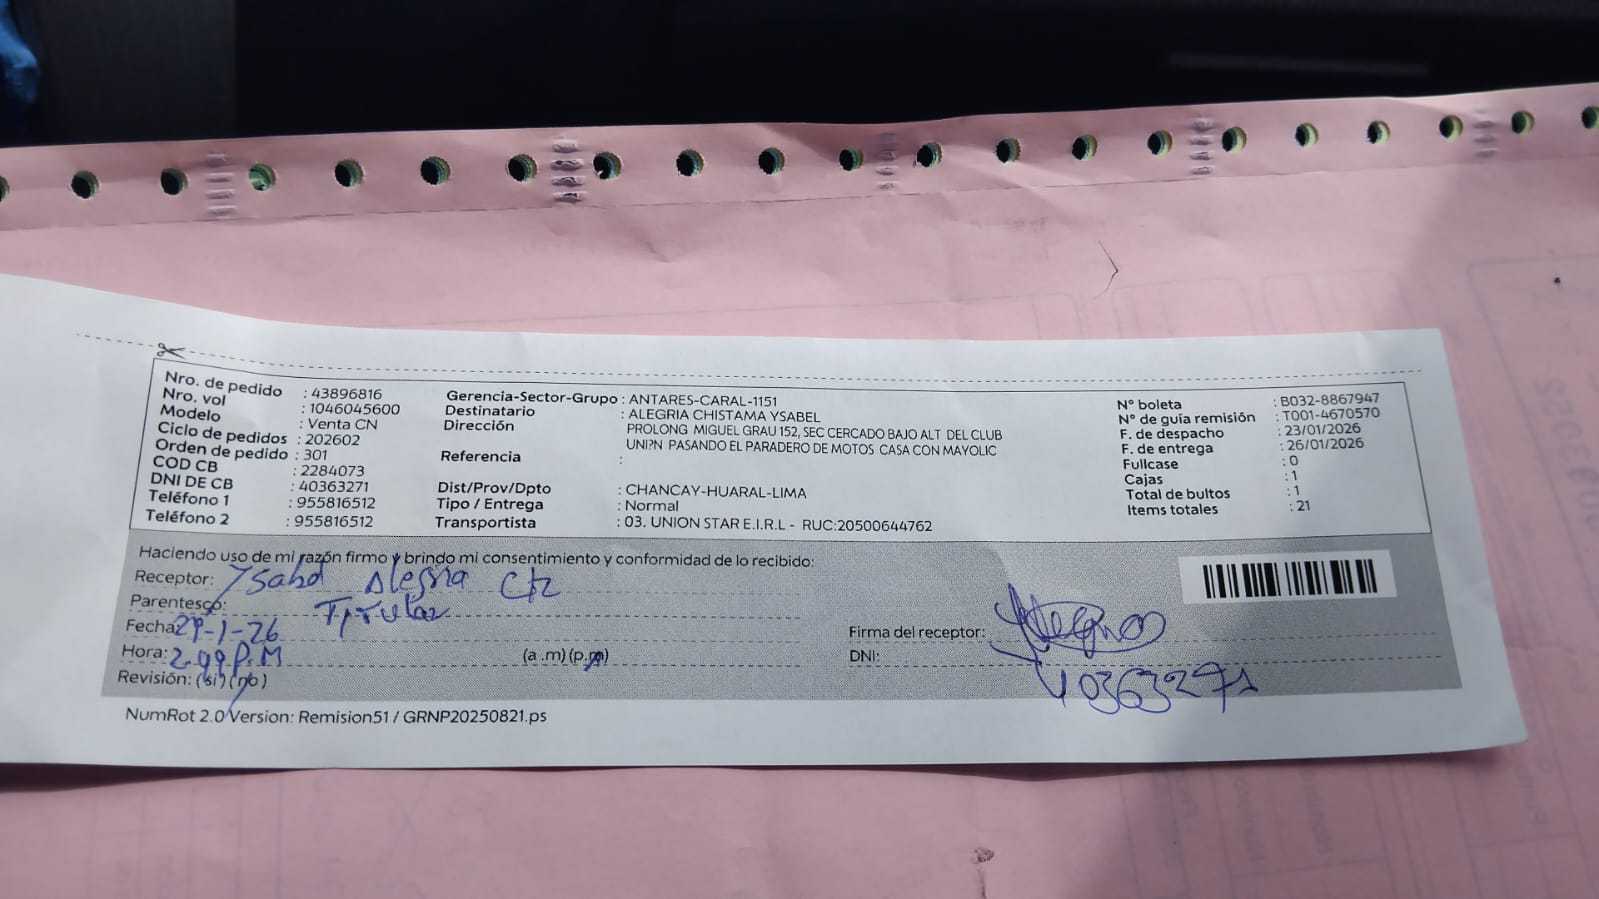 Nro. de pedido : 43896816
Nro. vol : 1046045600
Modelo : Venta CN
Ciclo de pedidos : 202602
Orden de pedido : 301
COD CB : 2284073
DNI DE CB : 40363271
Teléfono 1 : 955816512
Teléfono 2 : 955816512
Gerencia-Sector-Grupo : ANTARES-CARAL-1151
Destinatario : ALEGRIA CHISTAMA YSABEL
Dirección PROLONG MIGUEL GRAU 152, SEC CERCADO BAJO ALT DEL CLUB
UNI?N PASANDO EL PARADERO DE MOTOS CASA CON MAYOLIC
Referencia :
Dist/Prov/Dpto : CHANCAY-HUARAL-LIMA
Tipo / Entrega : Normal
Transportista : 03. UNION STAR E.I.R.L - RUC:20500644762
N° boleta : B032-8867947
N° de guía remisión : T001-4670570
F. de despacho : 23/01/2026
F. de entrega : 26/01/2026
Fullcase : 0
Cajas : 1
Total de bultos : 1
Items totales : 21
Haciendo uso de mi razón firmo y brindo mi consentimiento y conformidad de lo recibido:
Receptor: Ysabel Alegria
Parentesco: Titular
Fecha: -1-26
Hora: P.M (a .m) (p.m)
Revisión: (si) (no)
Firma del receptor:
DNI: 40363271
NumRot 2.0 Version: Remision51 / GRNP20250821.ps